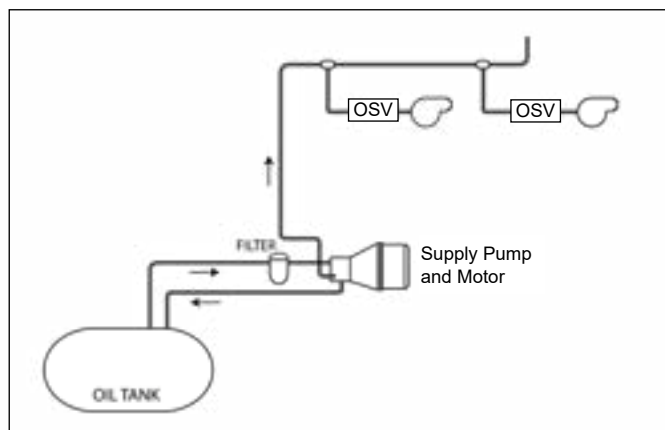 OSV
OSV
FILTER
Supply Pump
and Motor
OIL TANK